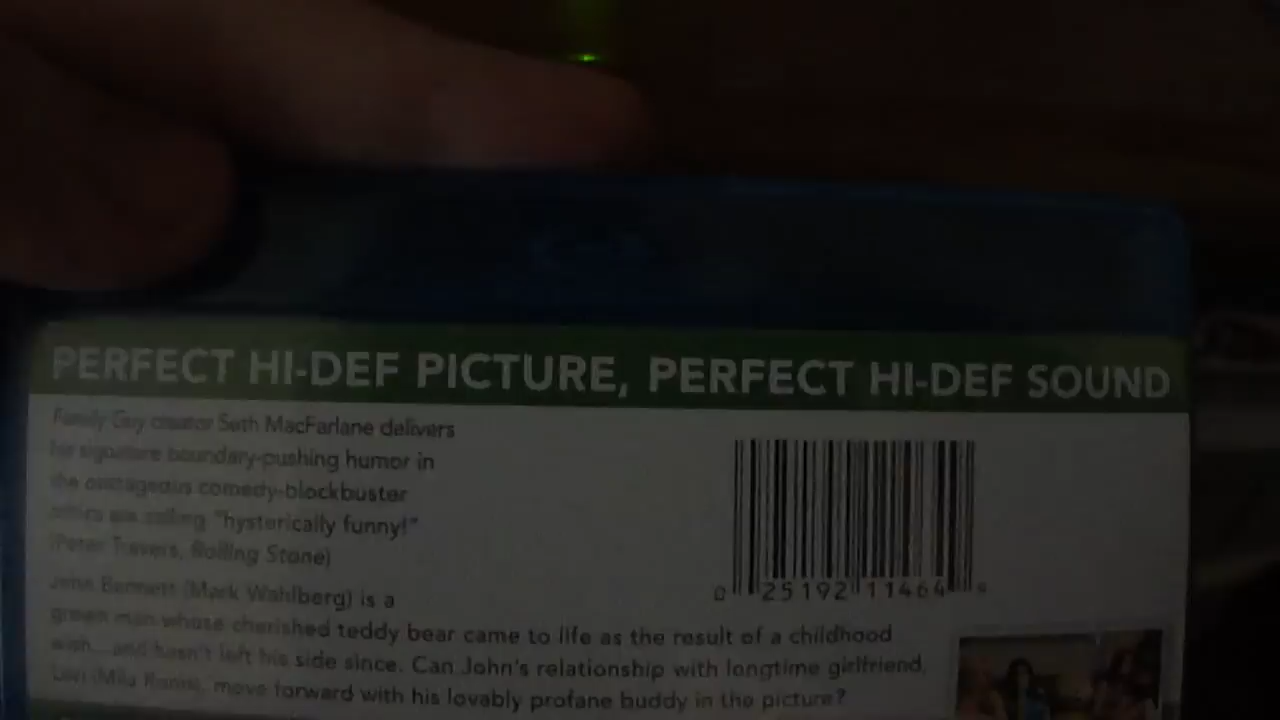 PERFECT HI-DEF PICTURE, PERFECT HI-DEF SOUND
Family Guy creator Seth MacFarlane delivers
his signature boundary-pushing humor in
the outrageous comedy-blockbuster
critics are calling "hysterically funny!"
(Peter Travers, Rolling Stone)
John Bennett (Mark Wahlberg) is a
grown man whose cherished teddy bear came to life as the result of a childhood
wish...and hasn't left his side since. Can John's relationship with longtime girlfriend,
Lori (Mila Kunis), move forward with his lovably profane buddy in the picture?
0 25192 11464